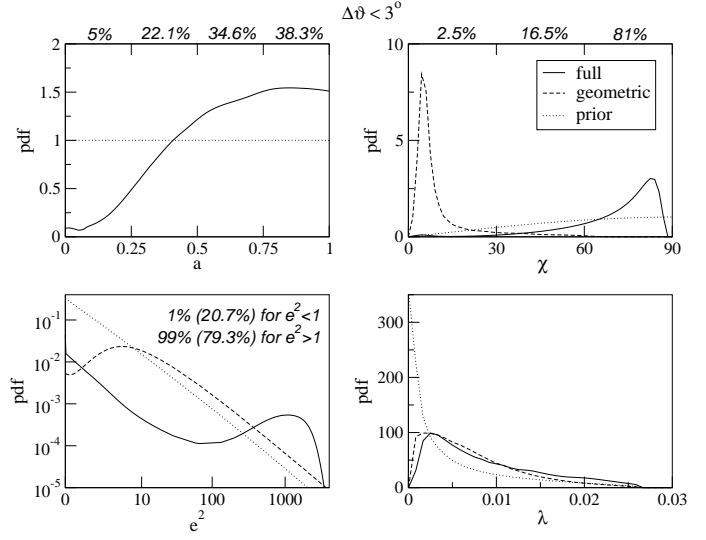 Δϑ < 3°
5% 22.1% 34.6% 38.3%
2
1.5
1
0.5
0
pdf
0 0.25 0.5 0.75 1
a
2.5% 16.5% 81%
10
5
0
pdf
full
geometric
prior
0 30 60 90
χ
10⁻¹
10⁻²
10⁻³
10⁻⁴
10⁻⁵
pdf
1% (20.7%) for e²<1
99% (79.3%) for e²>1
0 10 100 1000
e²
300
200
100
0
pdf
0 0.01 0.02 0.03
λ